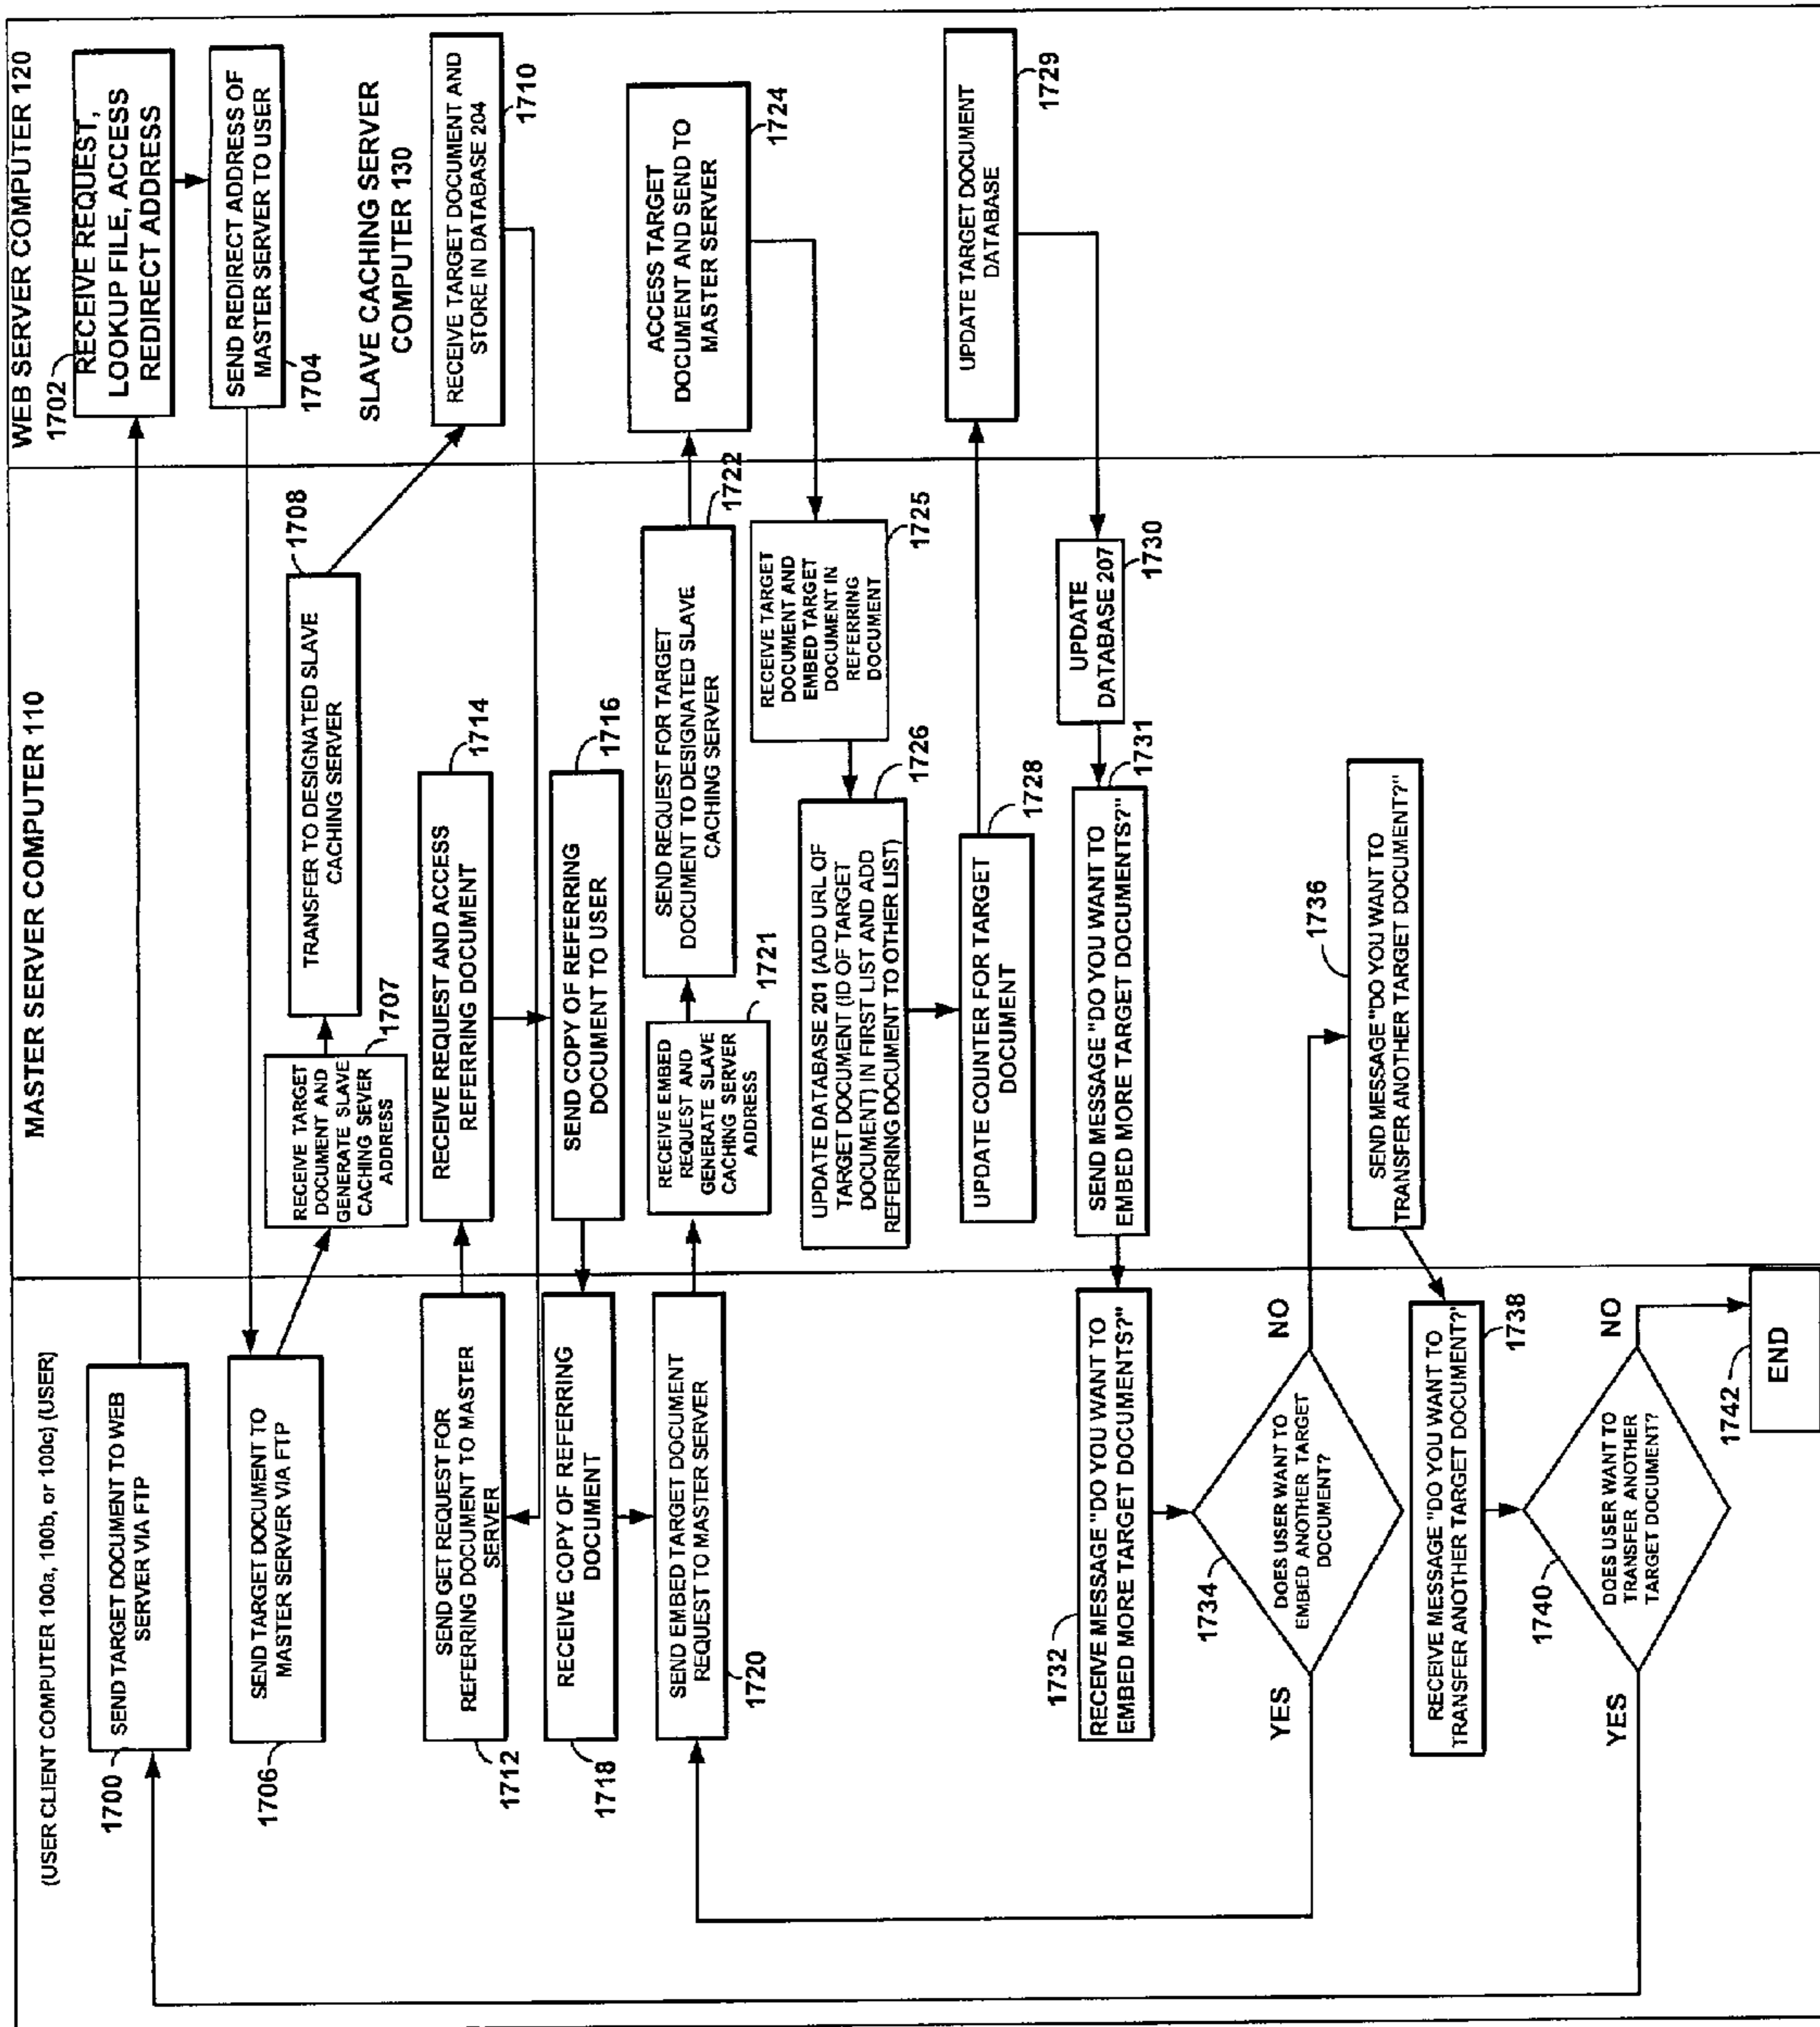 (USER CLIENT COMPUTER 100a, 100b, or 100c) (USER)
MASTER SERVER COMPUTER 110
WEB SERVER COMPUTER 120
1700
SEND TARGET DOCUMENT TO WEB
SERVER VIA FTP
1702
RECEIVE REQUEST,
LOOKUP FILE, ACCESS
REDIRECT ADDRESS
SEND REDIRECT ADDRESS OF
MASTER SERVER TO USER
1704
SEND TARGET DOCUMENT TO
MASTER SERVER VIA FTP
1706
RECEIVE TARGET
DOCUMENT AND
GENERATE SLAVE
CACHING SEVER
ADDRESS
1707
1708
TRANSFER TO DESIGNATED SLAVE
CACHING SERVER
SLAVE CACHING SERVER
COMPUTER 130
RECEIVE TARGET DOCUMENT AND
STORE IN DATABASE 204
1710
SEND GET REQUEST FOR
REFERRING DOCUMENT TO MASTER
SERVER
1712
RECEIVE REQUEST AND ACCESS
REFERRING DOCUMENT
1714
SEND COPY OF REFERRING
DOCUMENT TO USER
1716
RECEIVE COPY OF REFERRING
DOCUMENT
1718
SEND EMBED TARGET DOCUMENT
REQUEST TO MASTER SERVER
1720
RECEIVE EMBED
REQUEST AND
GENERATE SLAVE
CACHING SERVER
ADDRESS
1721
SEND REQUEST FOR TARGET
DOCUMENT TO DESIGNATED SLAVE
CACHING SERVER
1722
ACCESS TARGET
DOCUMENT AND SEND TO
MASTER SERVER
1724
RECEIVE TARGET
DOCUMENT AND
EMBED TARGET
DOCUMENT IN
REFERRING
DOCUMENT
1725
UPDATE DATABASE 201 (ADD URL OF
TARGET DOCUMENT (ID OF TARGET
DOCUMENT) IN FIRST LIST AND ADD
REFERRING DOCUMENT TO OTHER LIST)
1726
UPDATE COUNTER FOR TARGET
DOCUMENT
1728
UPDATE TARGET DOCUMENT
DATABASE
1729
UPDATE
DATABASE 207
1730
SEND MESSAGE "DO YOU WANT TO
EMBED MORE TARGET DOCUMENTS?"
1731
1732
RECEIVE MESSAGE "DO YOU WANT TO
EMBED MORE TARGET DOCUMENTS?"
1734
DOES USER WANT TO
EMBED ANOTHER TARGET
DOCUMENT?
YES
NO
1736
SEND MESSAGE "DO YOU WANT TO
TRANSFER ANOTHER TARGET DOCUMENT?"
RECEIVE MESSAGE "DO YOU WANT TO
TRANSFER ANOTHER TARGET DOCUMENT?"
1738
1740
DOES USER WANT TO
TRANSFER ANOTHER
TARGET DOCUMENT?
YES
NO
1742
END